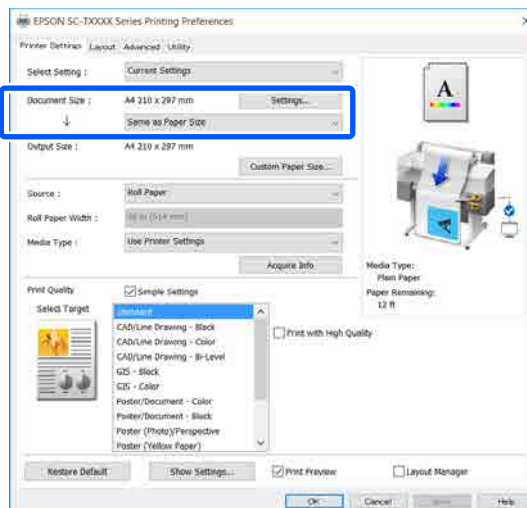 EPSON SC-TXXXX Series Printing Preferences
Printer Settings Layout Advanced Utility
Select Setting : Current Settings
Document Size : A4 210 x 297 mm Settings...
Same as Paper Size
Output Size : A4 210 x 297 mm
Custom Paper Size...
Source : Roll Paper
Roll Paper Width :
Media Type : Use Printer Settings
Acquire Info
Media Type:
Plain Paper
Paper Remaining:
12 ft
Print Quality Simple Settings
Select Target Standard
CAD/Line Drawing - Black
CAD/Line Drawing - Color
CAD/Line Drawing - Bi-Level
GIS - Black
GIS - Color
Poster/Document - Color
Poster/Document - Black
Poster (Photo)/Perspective
Poster (Yellow Paper)
Print with High Quality
Restore Default Show Settings... Print Preview Layout Manager
OK Cancel Help
A
A